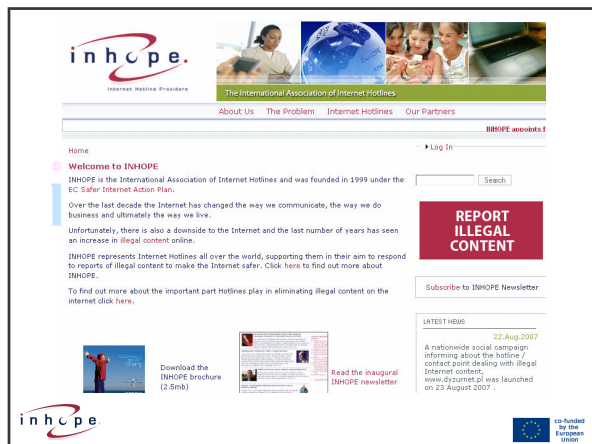 inhope.
Internet Hotline Providers
The International Association of Internet Hotlines
About Us The Problem Internet Hotlines Our Partners
INHOPE appoints f
Home
Log In
Welcome to INHOPE
INHOPE is the International Association of Internet Hotlines and was founded in 1999 under the
EC Safer Internet Action Plan.
Over the last decade the Internet has changed the way we communicate, the way we do
business and ultimately the way we live.
Unfortunately, there is also a downside to the Internet and the last number of years has seen
an increase in illegal content online.
INHOPE represents Internet Hotlines all over the world, supporting them in their aim to respond
to reports of illegal content to make the Internet safer. Click here to find out more about
INHOPE.
To find out more about the important part Hotlines play in eliminating illegal content on the
internet click here.
Search
REPORT
ILLEGAL
CONTENT
Subscribe to INHOPE Newsletter
LATEST NEWS
22.Aug.2007
A nationwide social campaign
informing about the hotline /
contact point dealing with illegal
Internet content,
www.dyzurnet.pl was launched
on 23 August 2007 .
Download the
INHOPE brochure
(2.5mb)
Read the inaugural
INHOPE newsletter
inhope.
co-funded
by the
European
Union